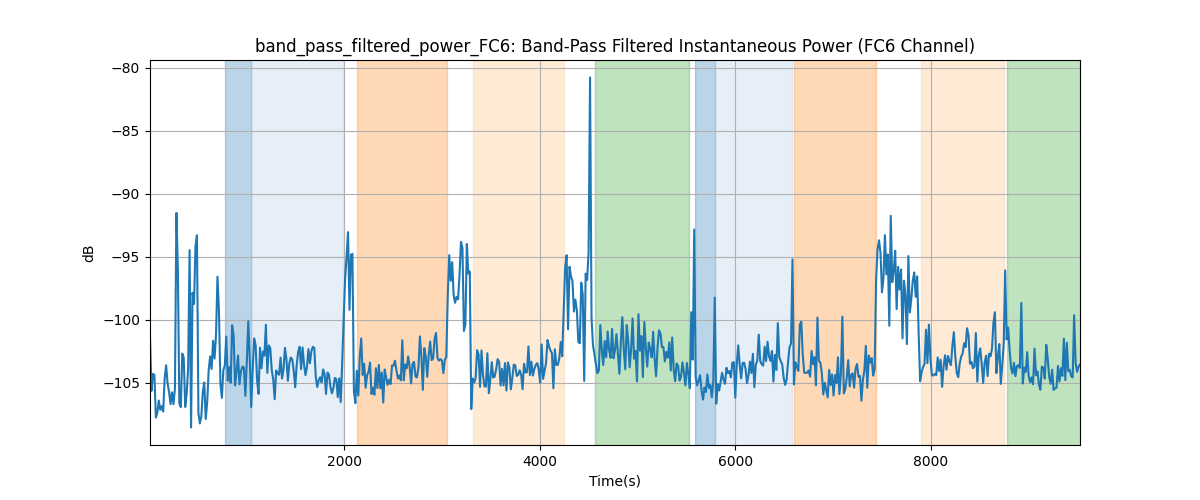 band_pass_filtered_power_FC6: Band-Pass Filtered Instantaneous Power (FC6 Channel)
−80
−85
−90
−95
−100
−105
dB
2000 4000 6000 8000
Time(s)